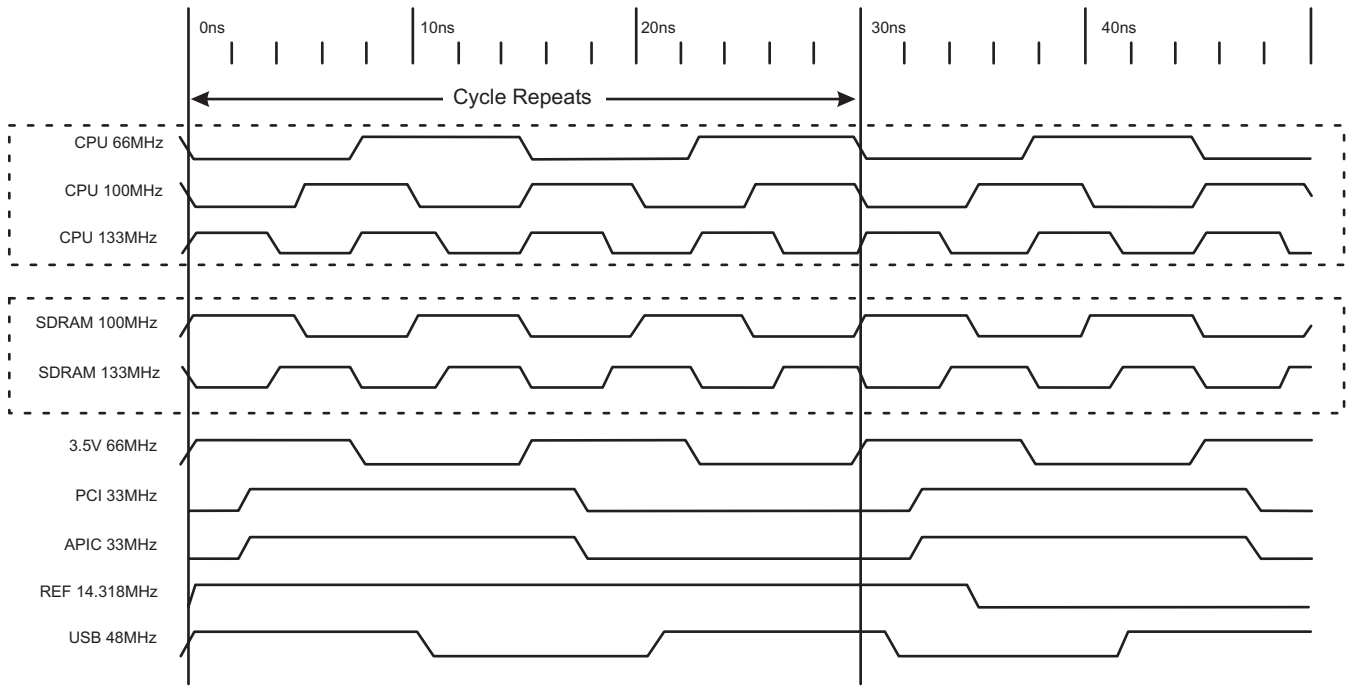 0ns 10ns 20ns 30ns 40ns
Cycle Repeats
CPU 66MHz
CPU 100MHz
CPU 133MHz
SDRAM 100MHz
SDRAM 133MHz
3.5V 66MHz
PCI 33MHz
APIC 33MHz
REF 14.318MHz
USB 48MHz